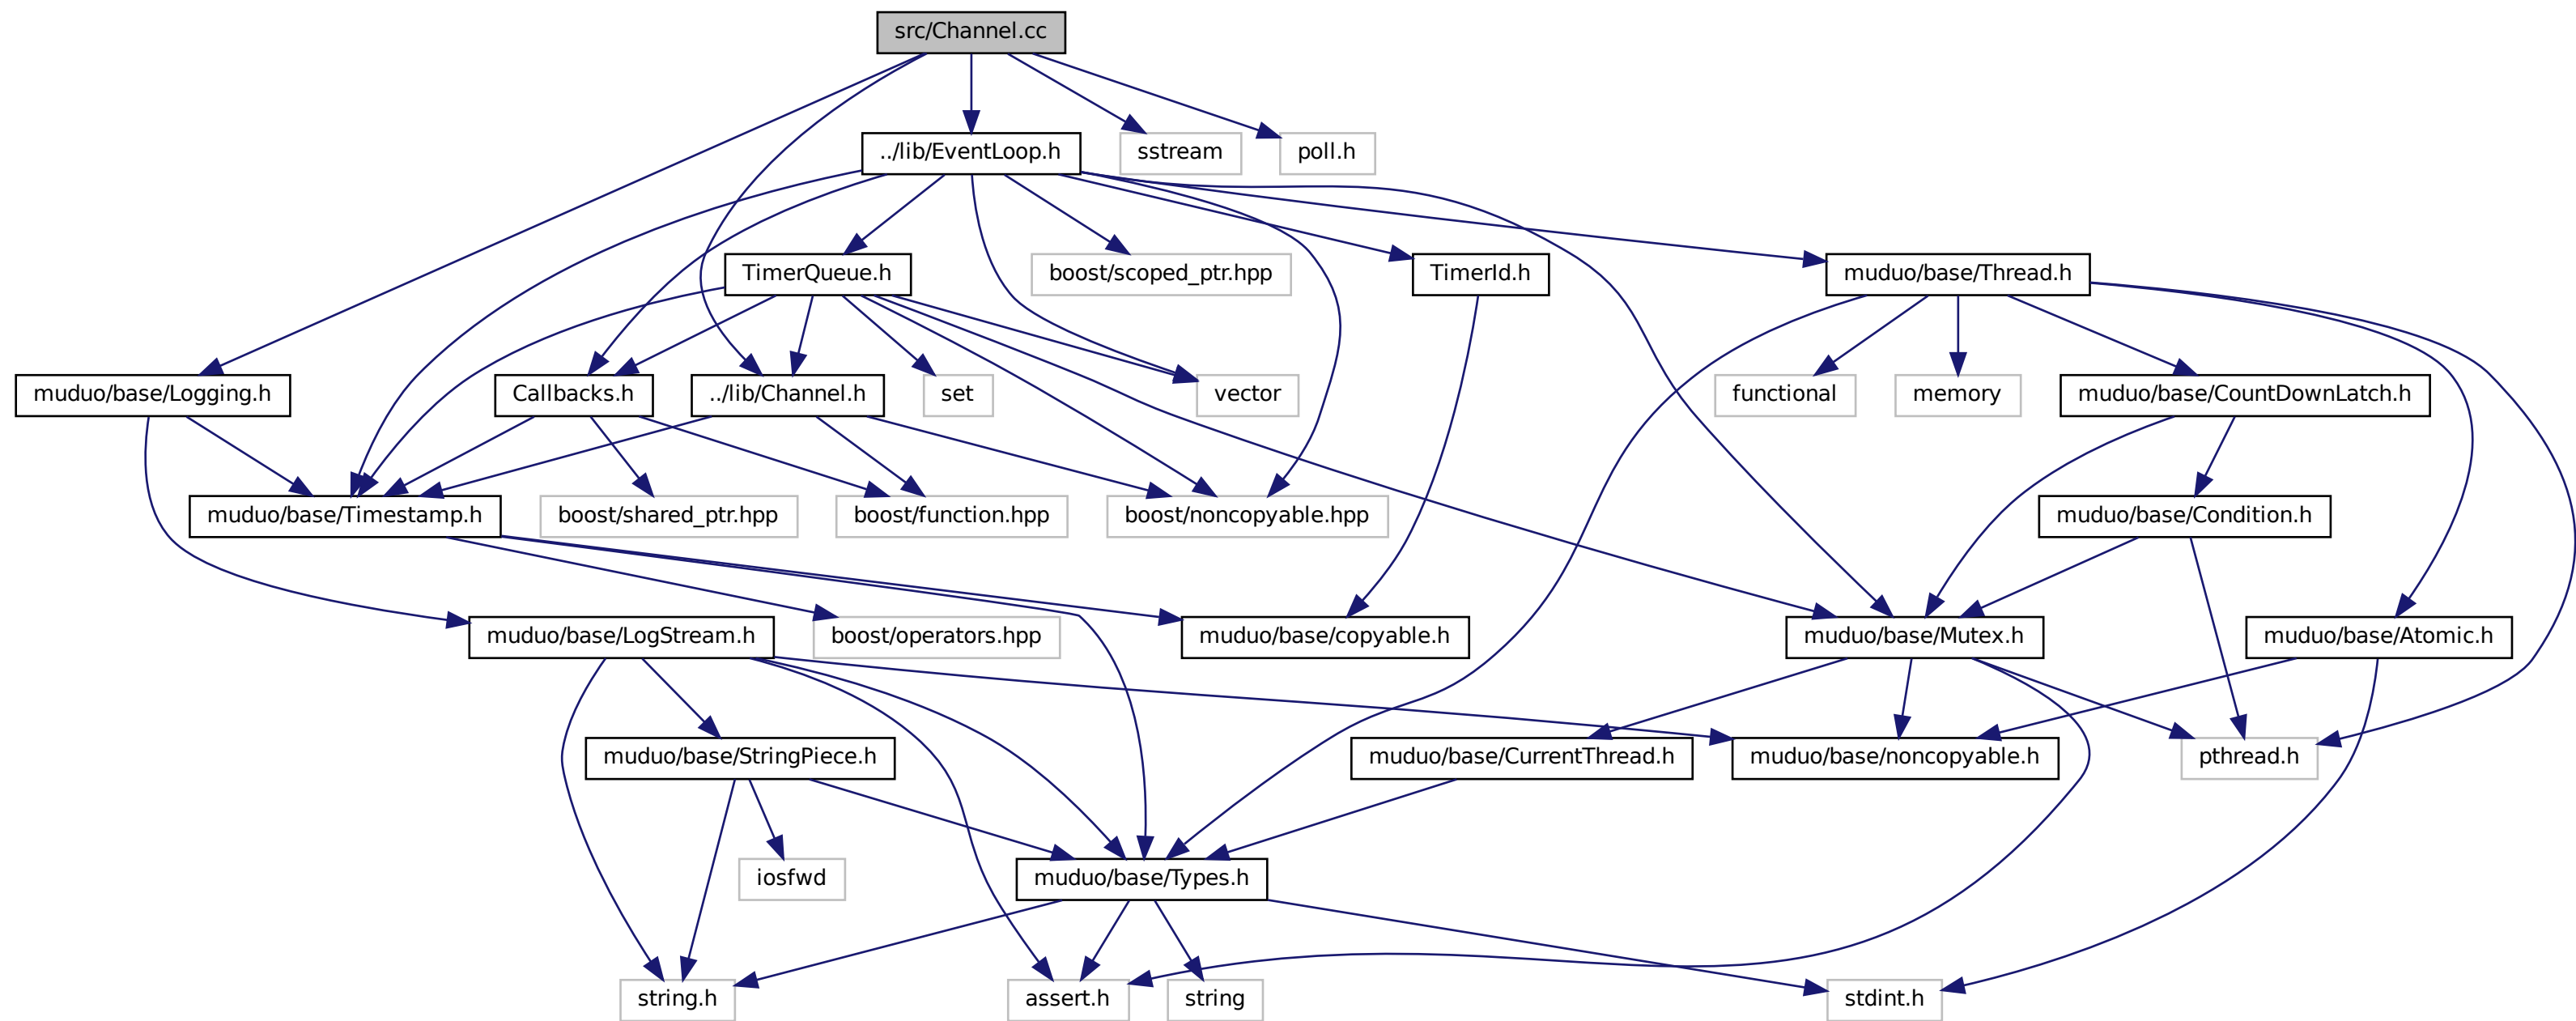 src/Channel.cc
../lib/EventLoop.h
sstream
poll.h
TimerQueue.h
boost/scoped_ptr.hpp
TimerId.h
muduo/base/Thread.h
muduo/base/Logging.h
Callbacks.h
../lib/Channel.h
set
vector
functional
memory
muduo/base/CountDownLatch.h
muduo/base/Timestamp.h
boost/shared_ptr.hpp
boost/function.hpp
boost/noncopyable.hpp
muduo/base/Condition.h
muduo/base/LogStream.h
boost/operators.hpp
muduo/base/copyable.h
muduo/base/Mutex.h
muduo/base/Atomic.h
muduo/base/StringPiece.h
muduo/base/CurrentThread.h
muduo/base/noncopyable.h
pthread.h
iosfwd
muduo/base/Types.h
string.h
assert.h
string
stdint.h